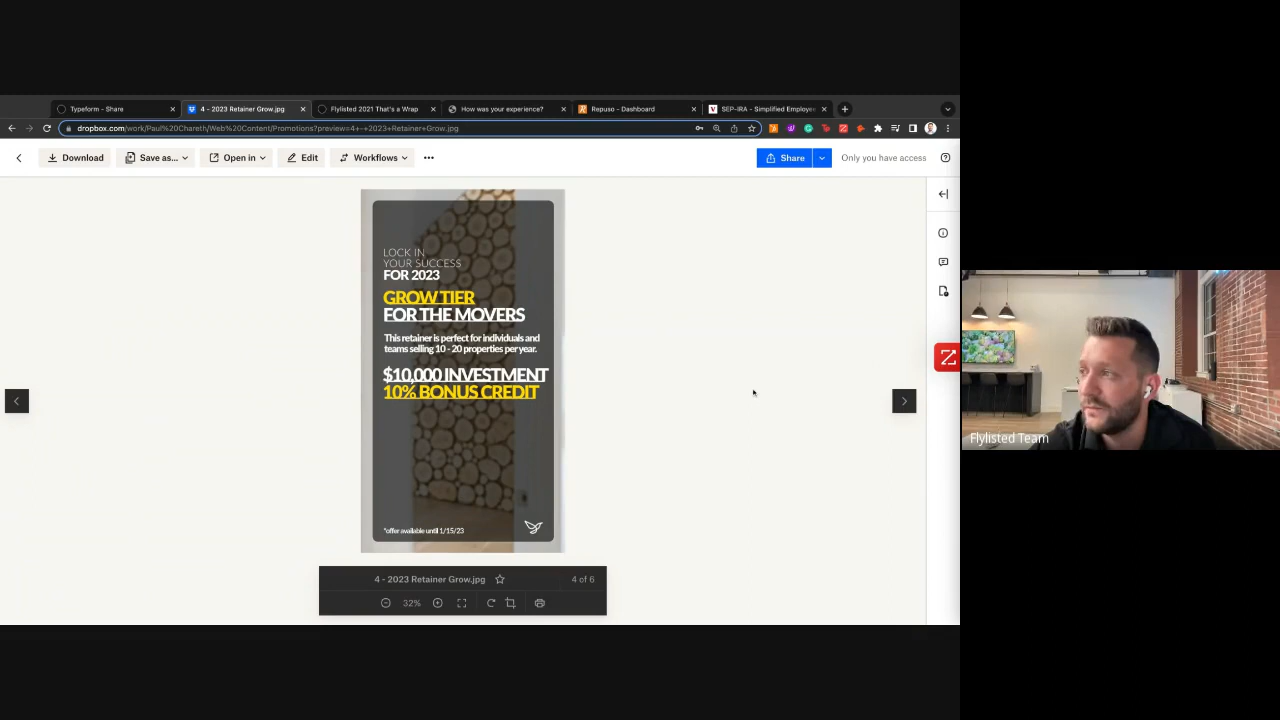 Typeform - Share
4 - 2023 Retainer Grow.jpg
Flylisted 2021 That's a Wrap
How was your experience?
Repuso - Dashboard
SEP-IRA - Simplified Employee
dropbox.com/work/Paul%20Chareth/Web%20Content/Promotions?preview=4+-+2023+Retainer+Grow.jpg
Download
Save as...
Open in
Edit
Workflows
Share
Only you have access
LOCK IN
YOUR SUCCESS
FOR 2023
GROW TIER
FOR THE MOVERS
This retainer is perfect for individuals and
teams selling 10 - 20 properties per year.
$10,000 INVESTMENT
10% BONUS CREDIT
*offer available until 1/15/23
4 - 2023 Retainer Grow.jpg
4 of 6
32%
Flylisted Team